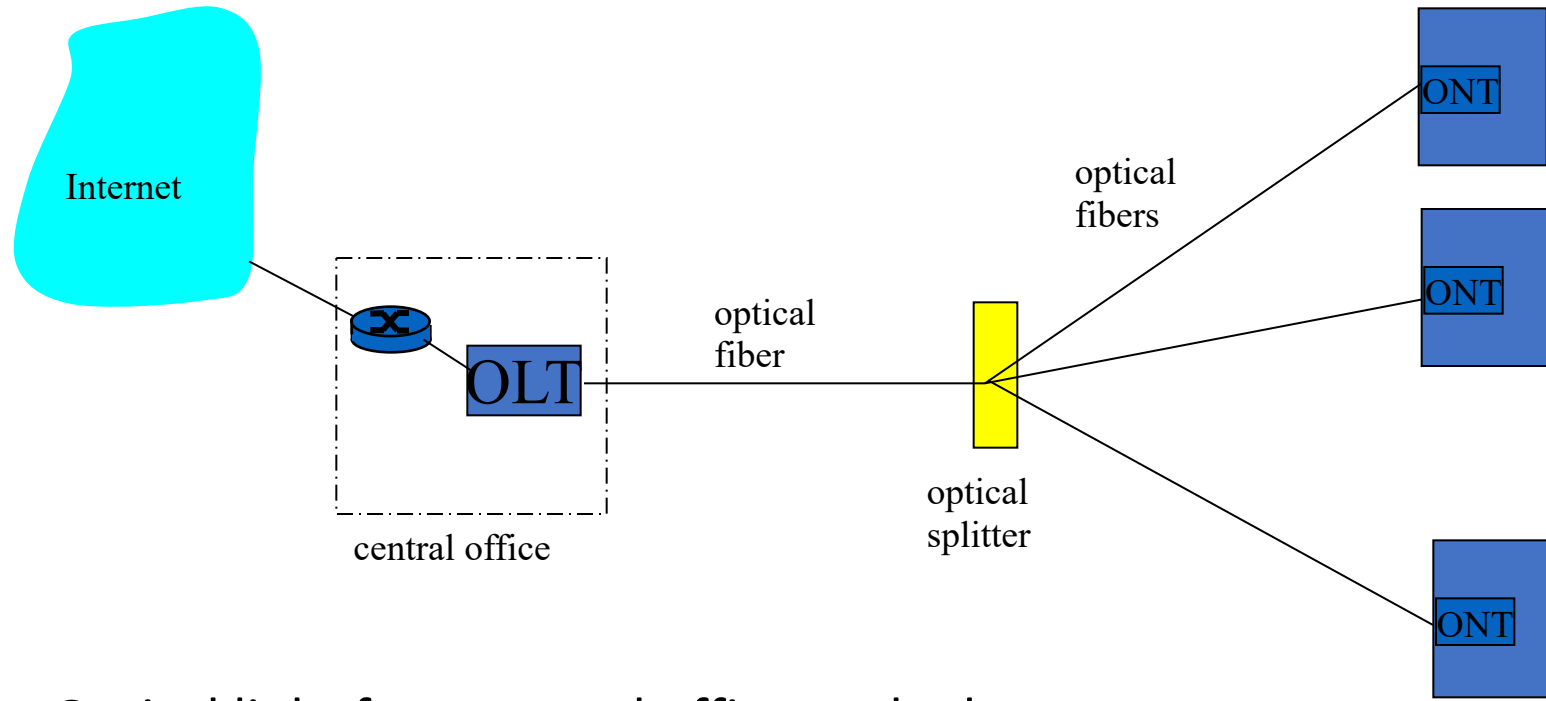 Internet
OLT
central office
optical
fiber
optical
splitter
optical
fibers
ONT
ONT
ONT